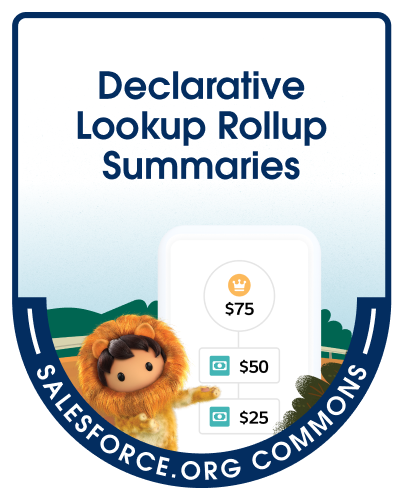 Declarative
Lookup Rollup
Summaries
$75
$50
$25
SALESFORCE.ORG COMMONS